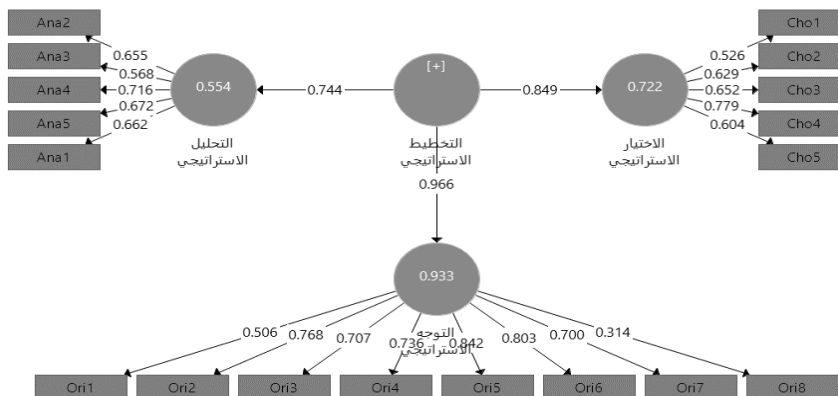 Ana2
Ana3
Ana4
Ana5
Ana1
0.655
0.568
0.716
0.672
0.662
0.554
التحليل
الاستراتيجي
0.744
[+]
التخطيط
الاستراتيجي
0.849
0.722
الاختيار
الاستراتيجي
0.526
0.629
0.652
0.779
0.604
Cho1
Cho2
Cho3
Cho4
Cho5
0.966
0.933
التوجه
الاستراتيجي
0.506
0.768
0.707
0.736
0.842
0.803
0.700
0.314
Ori1
Ori2
Ori3
Ori4
Ori5
Ori6
Ori7
Ori8